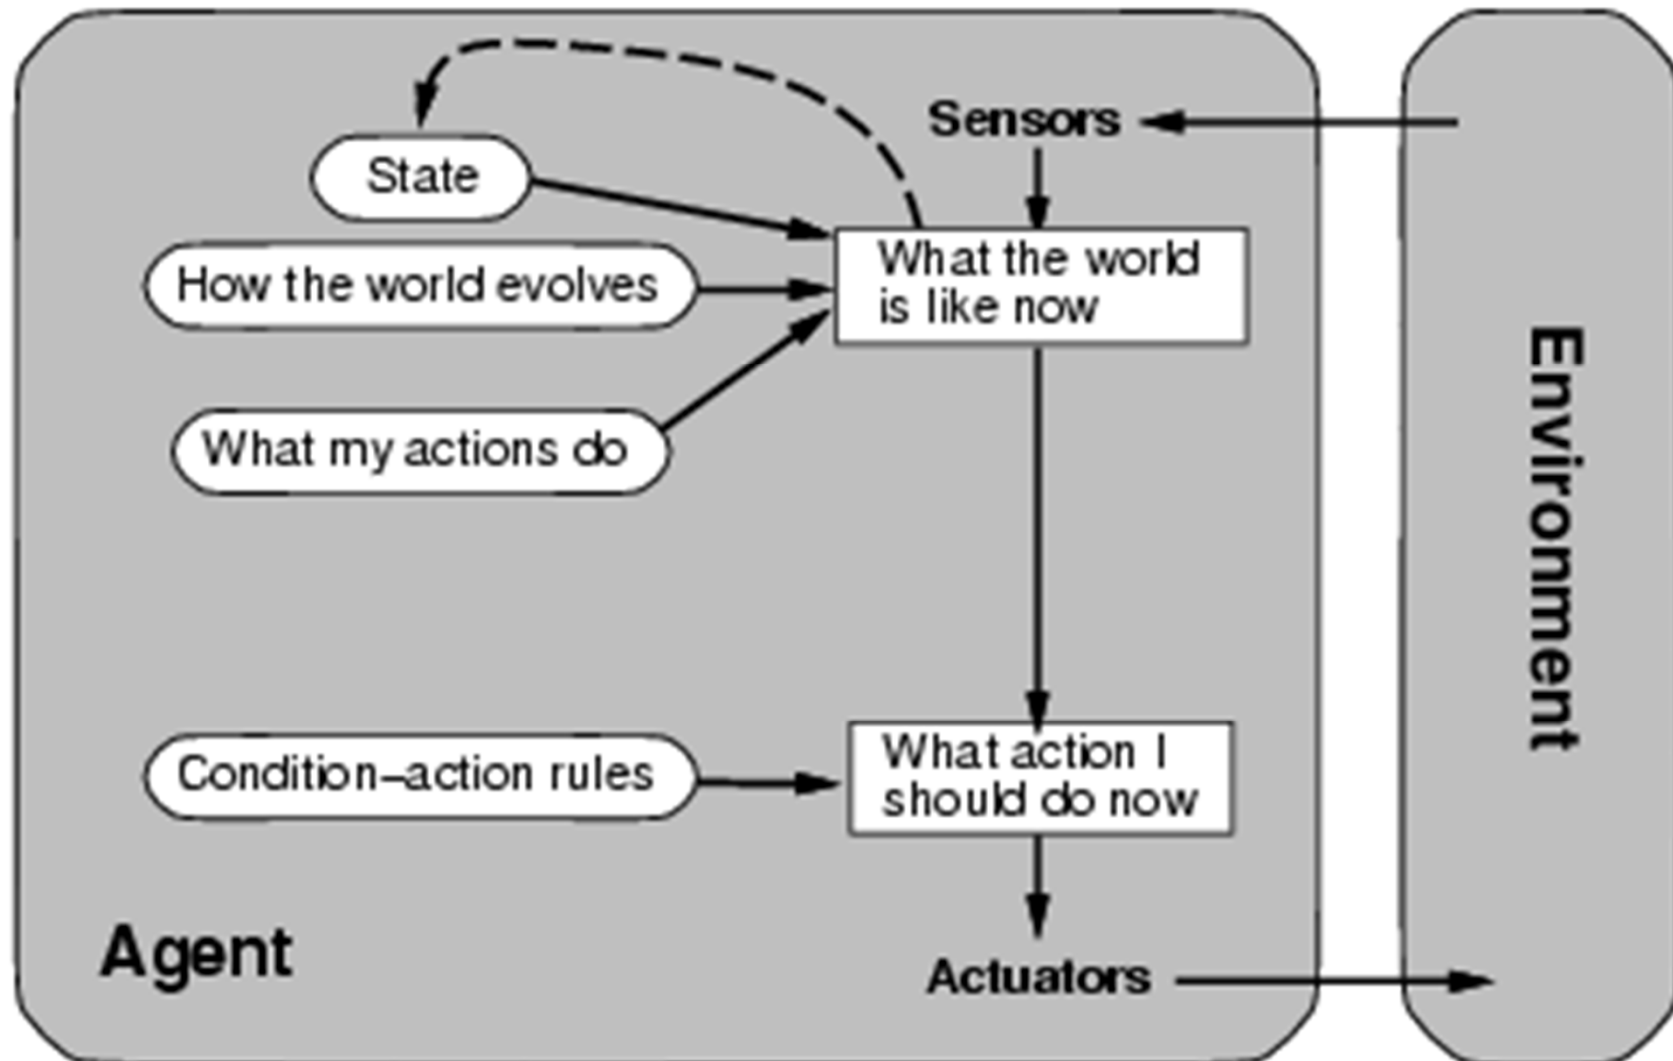 Sensors
State
What the world
is like now
How the world evolves
What my actions do
Environment
Condition–action rules
What action I
should do now
Agent
Actuators